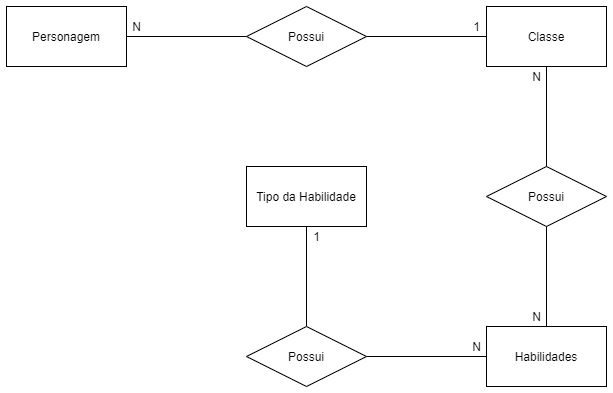 Personagem
N
Possui
1
Classe
N
Possui
N
Tipo da Habilidade
1
Possui
N
Habilidades